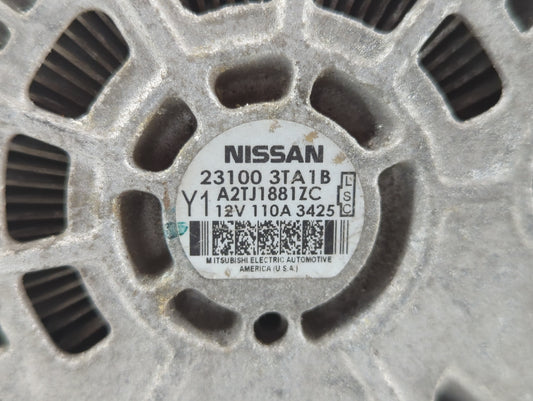 NISSAN
23100 3TA1B
Y1 A2TJ1881ZC L
12V 110A 3425 S
C
MITSUBISHI ELECTRIC AUTOMOTIVE
AMERICA (U.S.A.)